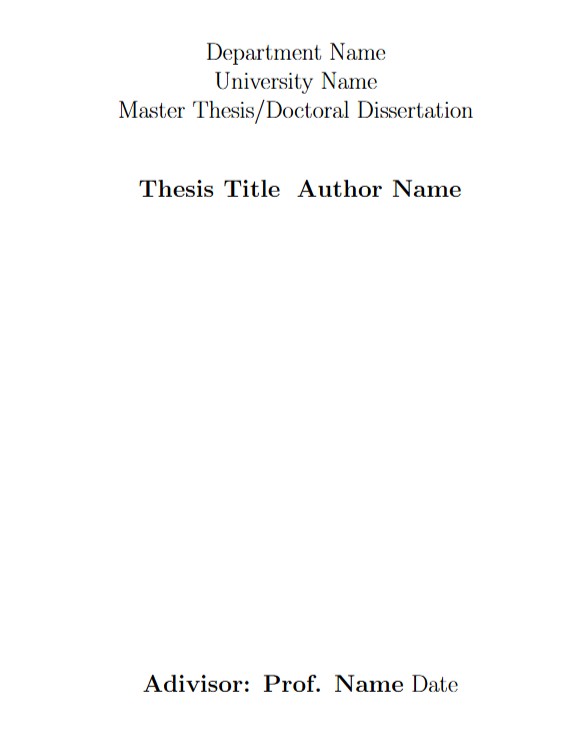 Department Name
University Name
Master Thesis/Doctoral Dissertation
Thesis Title Author Name
Adivisor: Prof. Name Date